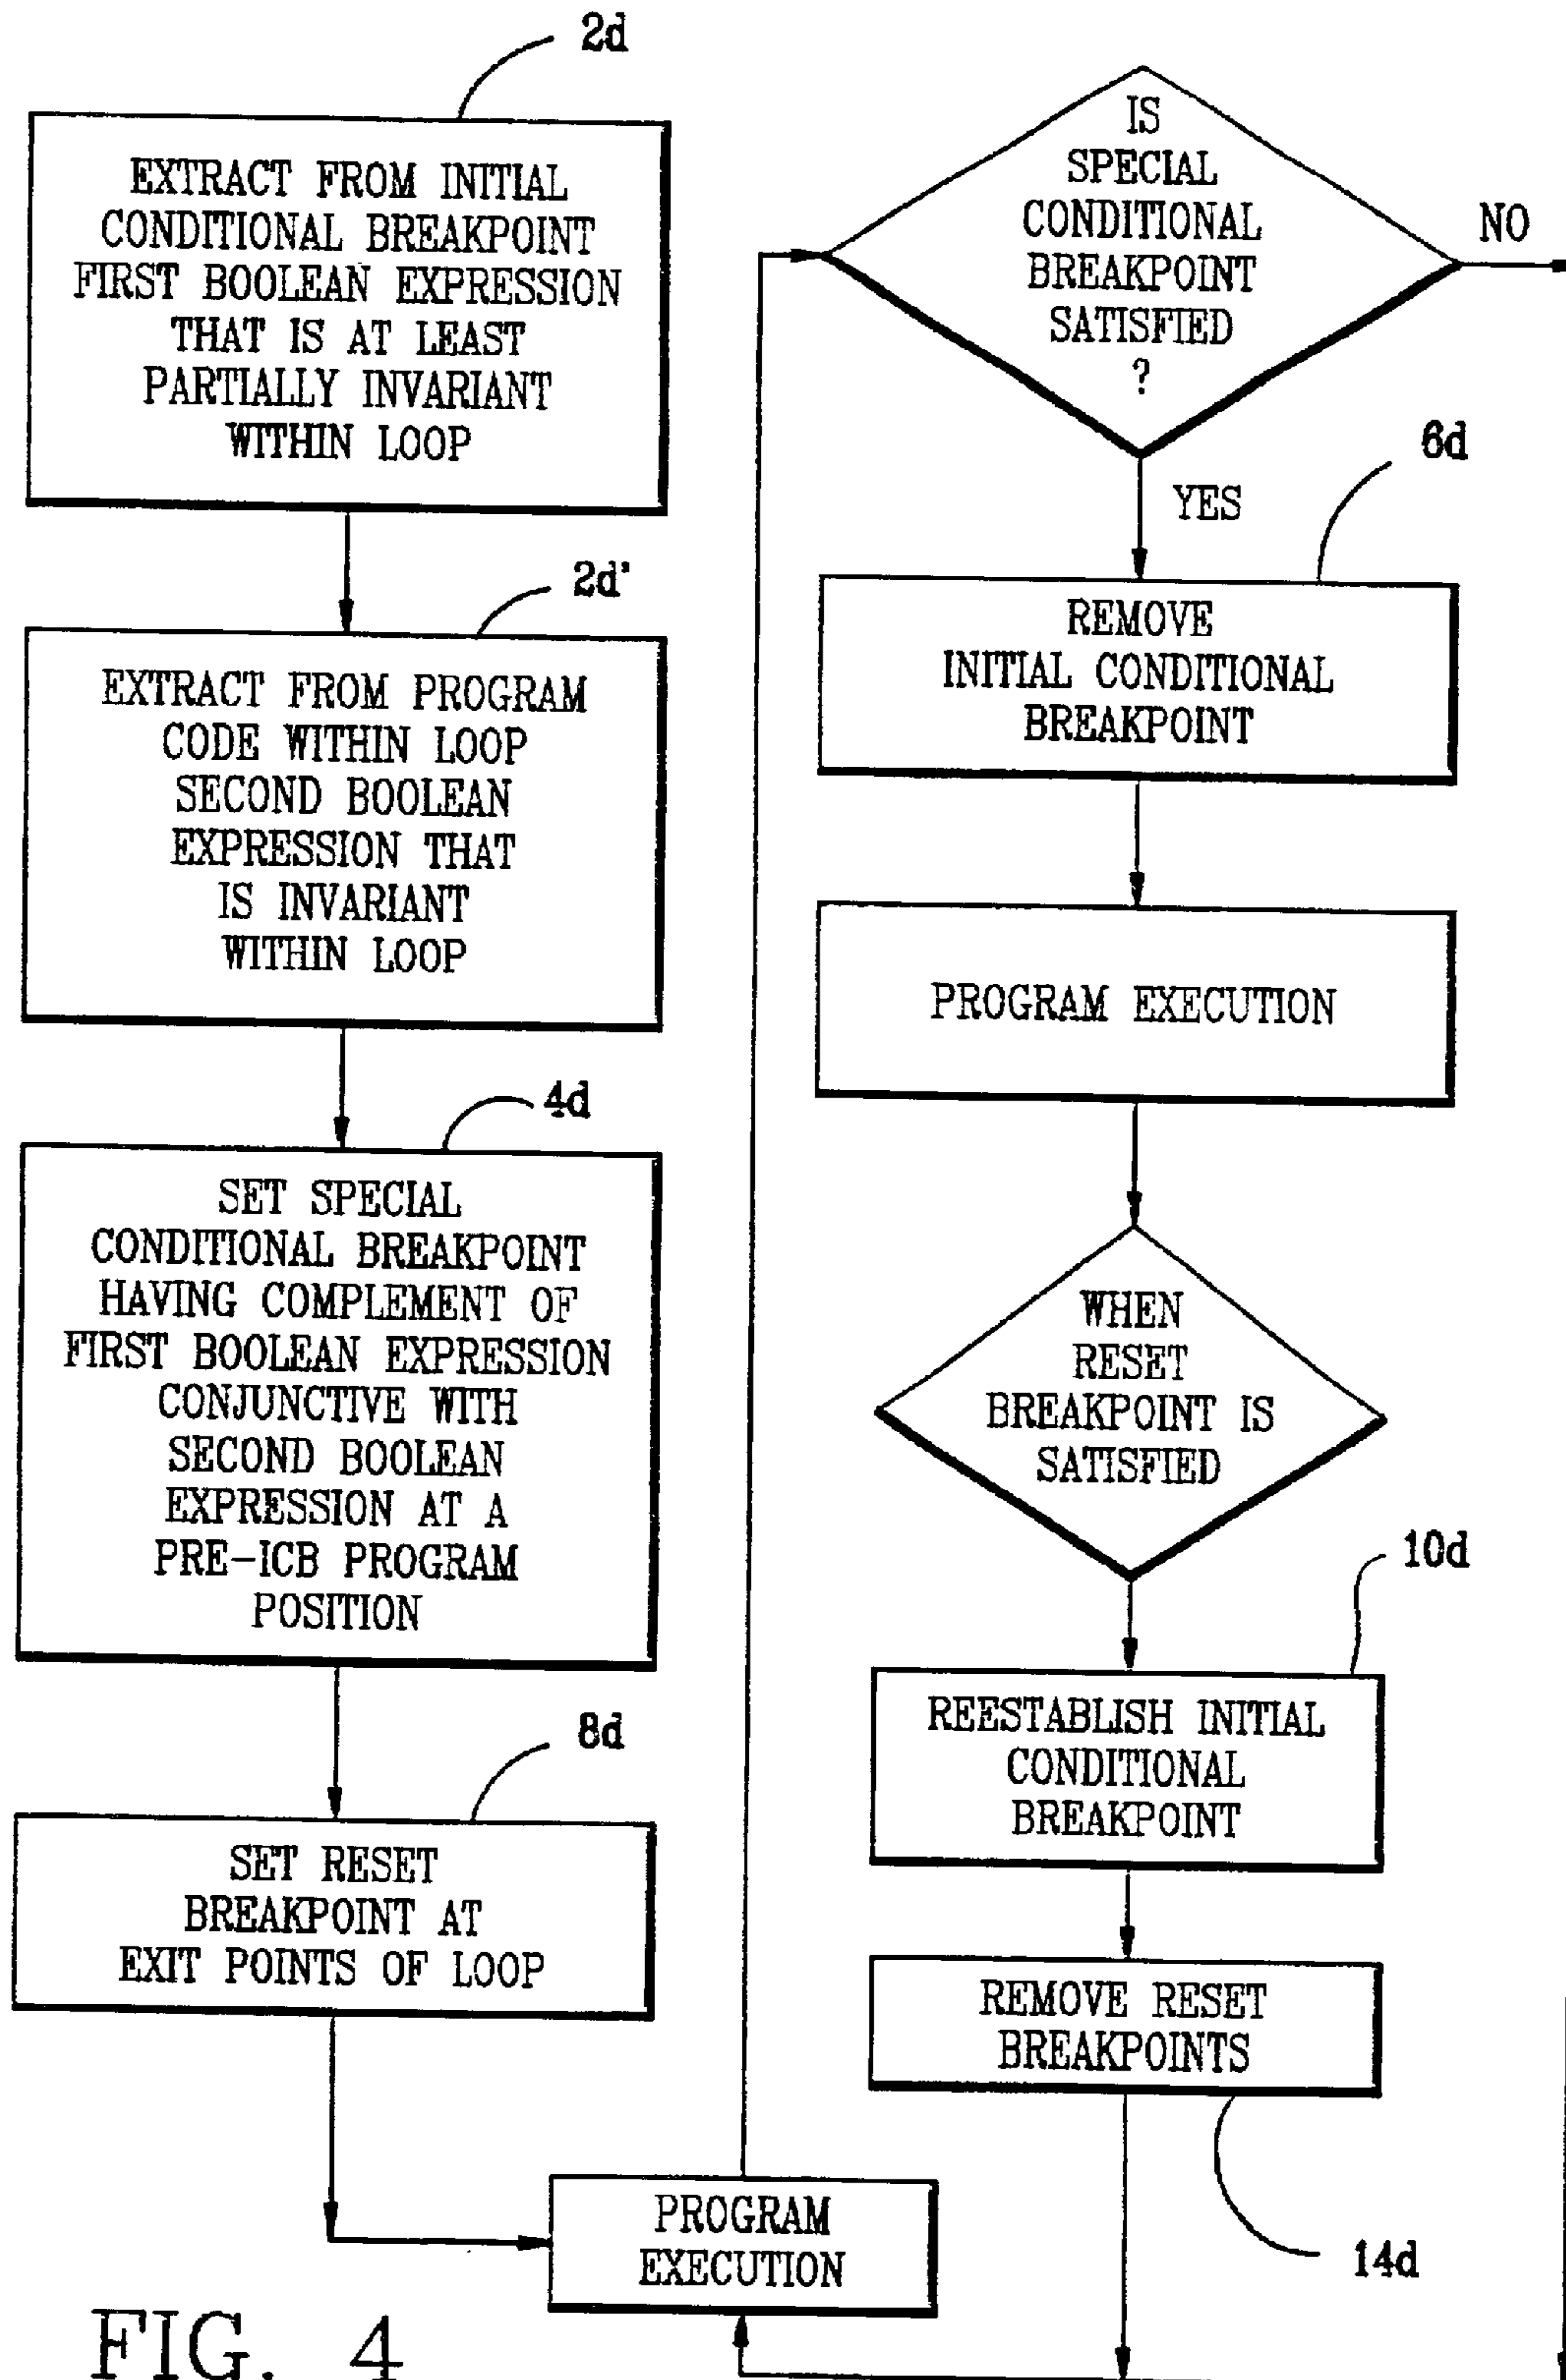 2d
EXTRACT FROM INITIAL
CONDITIONAL BREAKPOINT
FIRST BOOLEAN EXPRESSION
THAT IS AT LEAST
PARTIALLY INVARIANT
WITHIN LOOP
2d'
EXTRACT FROM PROGRAM
CODE WITHIN LOOP
SECOND BOOLEAN
EXPRESSION THAT
IS INVARIANT
WITHIN LOOP
4d
SET SPECIAL
CONDITIONAL BREAKPOINT
HAVING COMPLEMENT OF
FIRST BOOLEAN EXPRESSION
CONJUNCTIVE WITH
SECOND BOOLEAN
EXPRESSION AT A
PRE-ICB PROGRAM
POSITION
8d
SET RESET
BREAKPOINT AT
EXIT POINTS OF LOOP
PROGRAM
EXECUTION
IS
SPECIAL
CONDITIONAL
BREAKPOINT
SATISFIED
?
NO
YES
6d
REMOVE
INITIAL CONDITIONAL
BREAKPOINT
PROGRAM EXECUTION
WHEN
RESET
BREAKPOINT IS
SATISFIED
10d
REESTABLISH INITIAL
CONDITIONAL
BREAKPOINT
REMOVE RESET
BREAKPOINTS
14d
FIG. 4